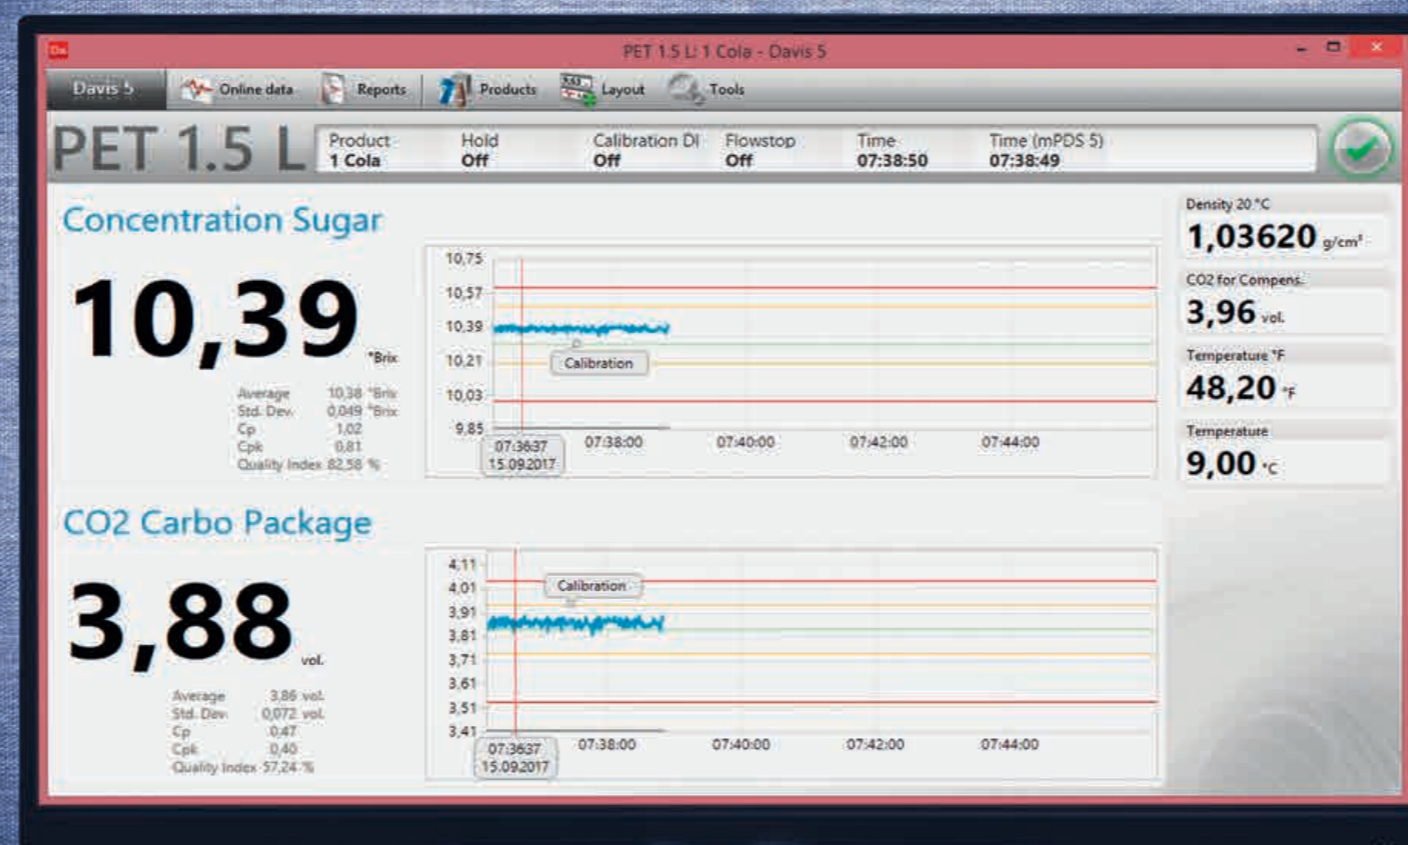 Da
PET 1.5 L: 1 Cola - Davis 5
Davis 5 Online data Reports Products Layout Tools
PET 1.5 L
Product Hold Calibration DI Flowstop Time Time (mPDS 5)
1 Cola Off Off Off 07:38:50 07:38:49
Concentration Sugar
10,39 °Brix
Average 10,38 °Brix
Std. Dev. 0,049 °Brix
Cp 1,02
Cpk 0,81
Quality Index 82,58 %
10,75
10,57
10,39
10,21
10,03
9,85
Calibration
07:36:37 07:38:00 07:40:00 07:42:00 07:44:00
15.09.2017
Density 20 °C
1,03620 g/cm³
CO2 for Compens.
3,96 vol.
Temperature °F
48,20 °F
Temperature
9,00 °C
CO2 Carbo Package
3,88 vol.
Average 3,86 vol.
Std. Dev. 0,072 vol.
Cp 0,47
Cpk 0,40
Quality Index 57,24 %
4,11
4,01
3,91
3,81
3,71
3,61
3,51
3,41
Calibration
07:36:37 07:38:00 07:40:00 07:42:00 07:44:00
15.09.2017